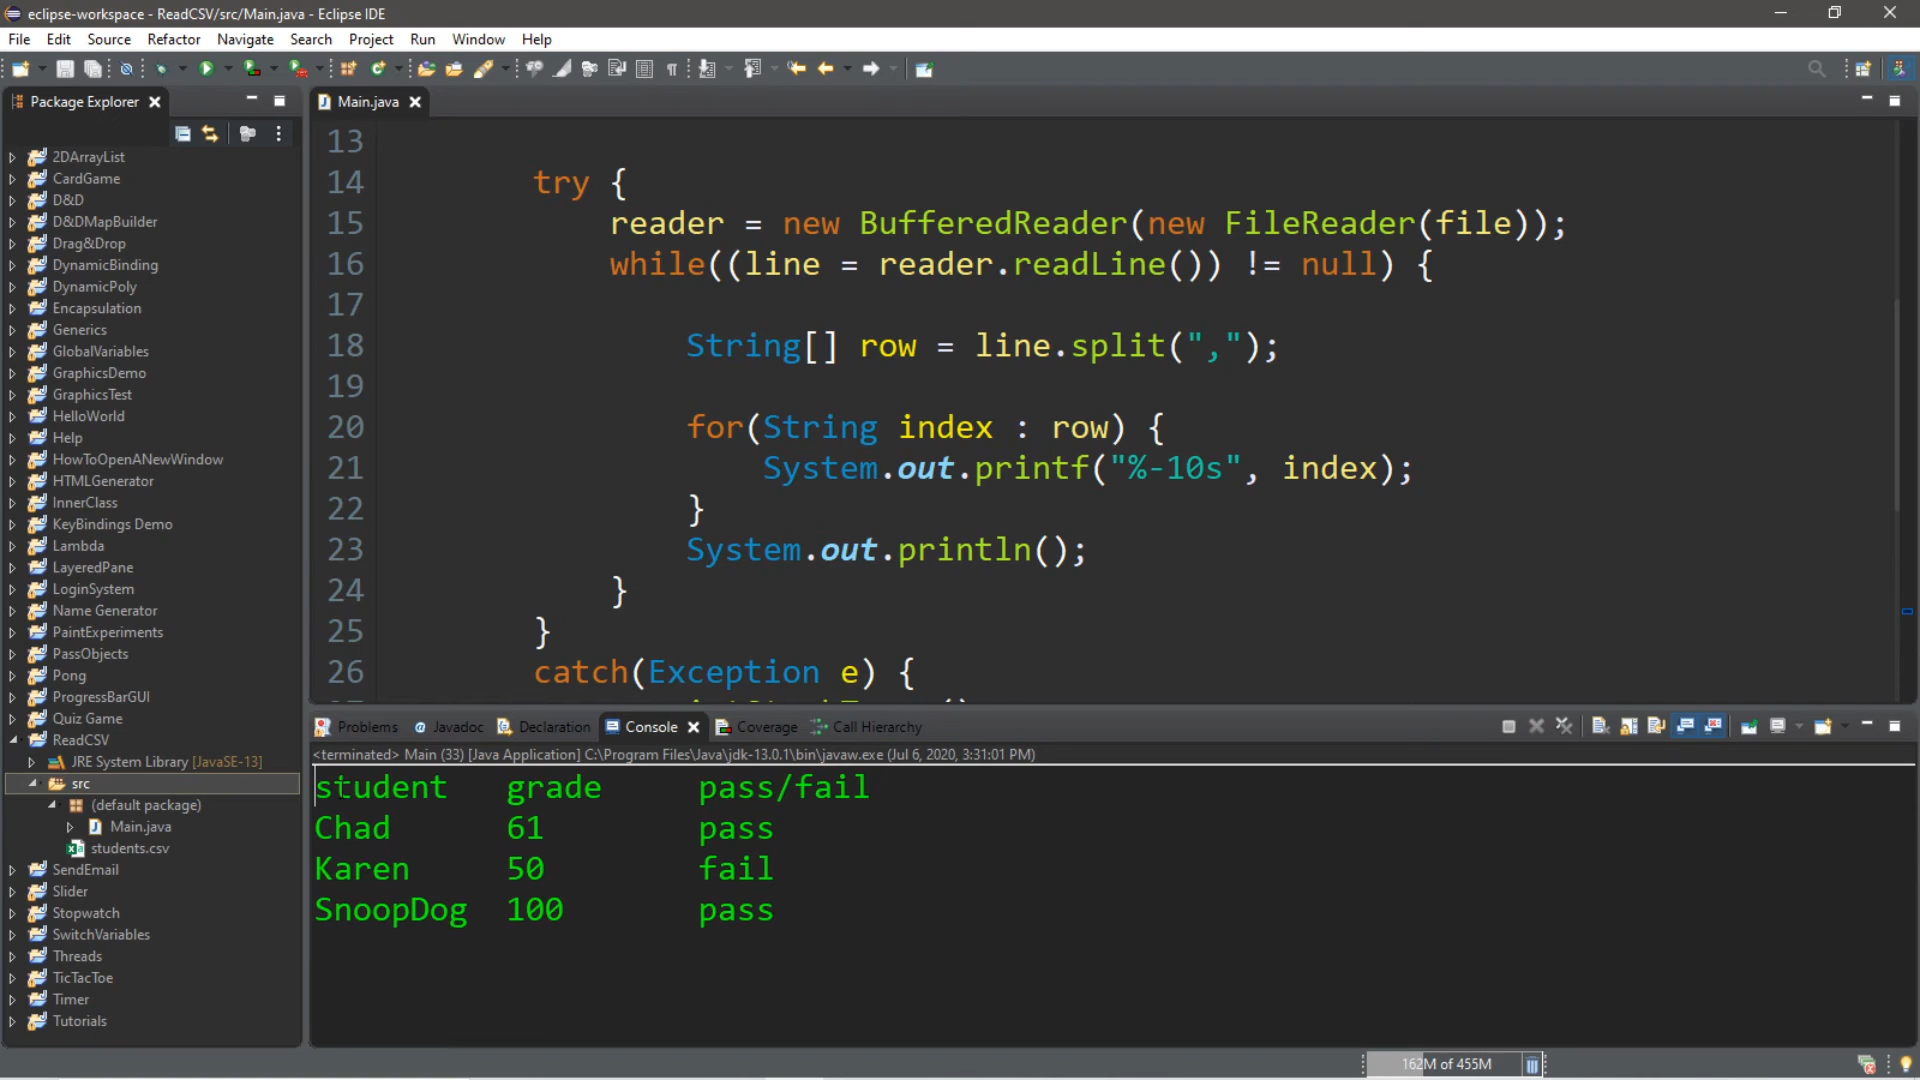 eclipse-workspace - ReadCSV/src/Main.java - Eclipse IDE
File Edit Source Refactor Navigate Search Project Run Window Help
Package Explorer
Main.java
2DArrayList
CardGame
D&D
D&DMapBuilder
Drag&Drop
DynamicBinding
DynamicPoly
Encapsulation
Generics
GlobalVariables
GraphicsDemo
GraphicsTest
HelloWorld
Help
HowToOpenANewWindow
HTMLGenerator
InnerClass
KeyBindings Demo
Lambda
LayeredPane
LoginSystem
Name Generator
PaintExperiments
PassObjects
Pong
ProgressBarGUI
Quiz Game
ReadCSV
JRE System Library [JavaSE-13]
src
(default package)
Main.java
students.csv
SendEmail
Slider
Stopwatch
SwitchVariables
Threads
TicTacToe
Timer
Tutorials
13
14 try {
15 reader = new BufferedReader(new FileReader(file));
16 while((line = reader.readLine()) != null) {
17
18 String[] row = line.split(",");
19
20 for(String index : row) {
21 System.out.printf("%-10s", index);
22 }
23 System.out.println();
24 }
25 }
26 catch(Exception e) {
Problems Javadoc Declaration Console Coverage Call Hierarchy
<terminated> Main (33) [Java Application] C:\Program Files\Java\jdk-13.0.1\bin\javaw.exe (Jul 6, 2020, 3:31:01 PM)
student grade pass/fail
Chad 61 pass
Karen 50 fail
SnoopDog 100 pass
162M of 455M